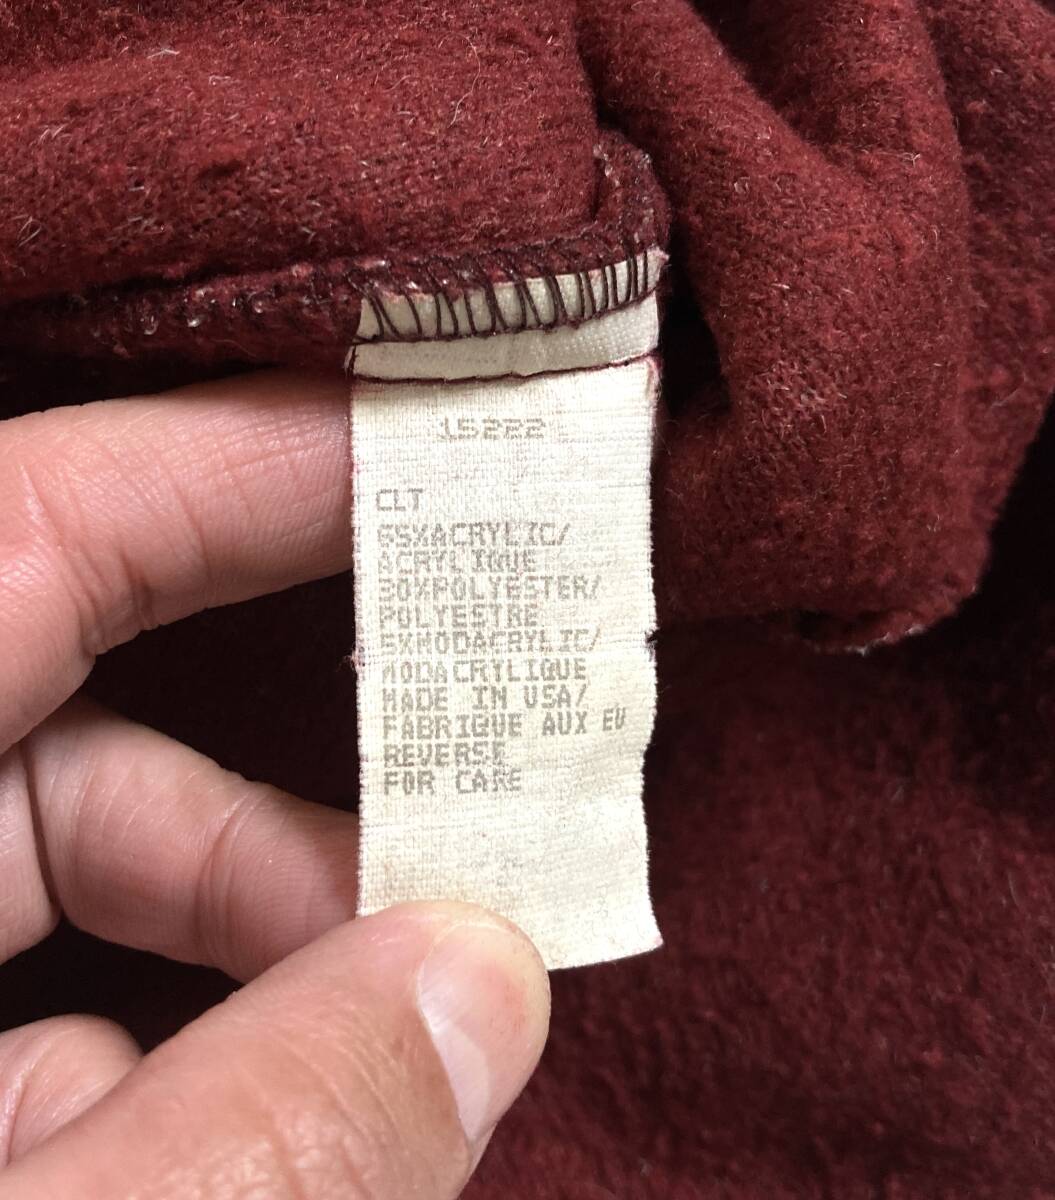 15222
CLT
65%ACRYLIC/
ACRYLIQUE
30%POLYESTER/
POLYESTRE
5%MODACRYLIC/
MODACRYLIQUE
MADE IN USA/
FABRIQUE AUX EU
REVERSE
FOR CARE